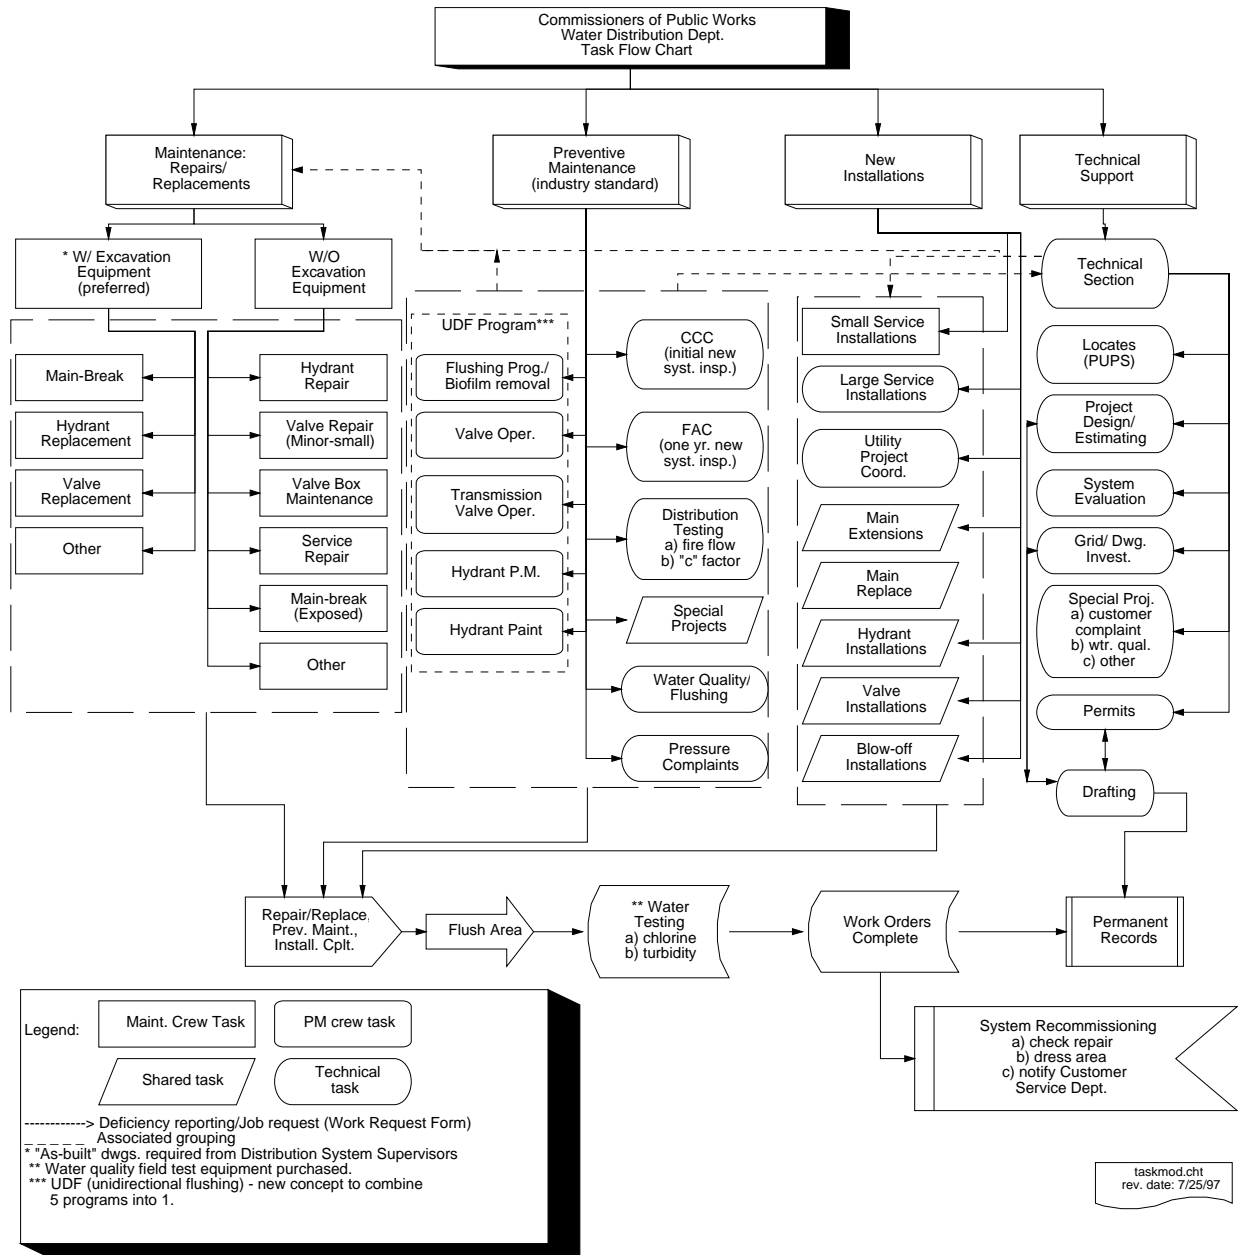 Commissioners of Public Works
Water Distribution Dept.
Task Flow Chart
Maintenance:
Repairs/
Replacements
Preventive
Maintenance
(industry standard)
New
Installations
Technical
Support
* W/ Excavation
Equipment
(preferred)
W/O
Excavation
Equipment
Technical
Section
Main-Break
Hydrant
Replacement
Valve
Replacement
Other
Hydrant
Repair
Valve Repair
(Minor-small)
Valve Box
Maintenance
Service
Repair
Main-break
(Exposed)
Other
UDF Program***
Flushing Prog./
Biofilm removal
Valve Oper.
Transmission
Valve Oper.
Hydrant P.M.
Hydrant Paint
CCC
(initial new
syst. insp.)
FAC
(one yr. new
syst. insp.)
Distribution
Testing
a) fire flow
b) "c" factor
Special
Projects
Water Quality/
Flushing
Pressure
Complaints
Small Service
Installations
Large Service
Installations
Utility
Project
Coord.
Main
Extensions
Main
Replace
Hydrant
Installations
Valve
Installations
Blow-off
Installations
Locates
(PUPS)
Project
Design/
Estimating
System
Evaluation
Grid/ Dwg.
Invest.
Special Proj.
a) customer
complaint
b) wtr. qual.
c) other
Permits
Drafting
Repair/Replace,
Prev. Maint.,
Install. Cplt.
Flush Area
** Water
Testing
a) chlorine
b) turbidity
Work Orders
Complete
Permanent
Records
System Recommissioning
a) check repair
b) dress area
c) notify Customer
Service Dept.
Legend:
Maint. Crew Task
PM crew task
Shared task
Technical
task
------------> Deficiency reporting/Job request (Work Request Form)
_ _ _ _ _ Associated grouping
* "As-built" dwgs. required from Distribution System Supervisors
** Water quality field test equipment purchased.
*** UDF (unidirectional flushing) - new concept to combine
5 programs into 1.
taskmod.cht
rev. date: 7/25/97